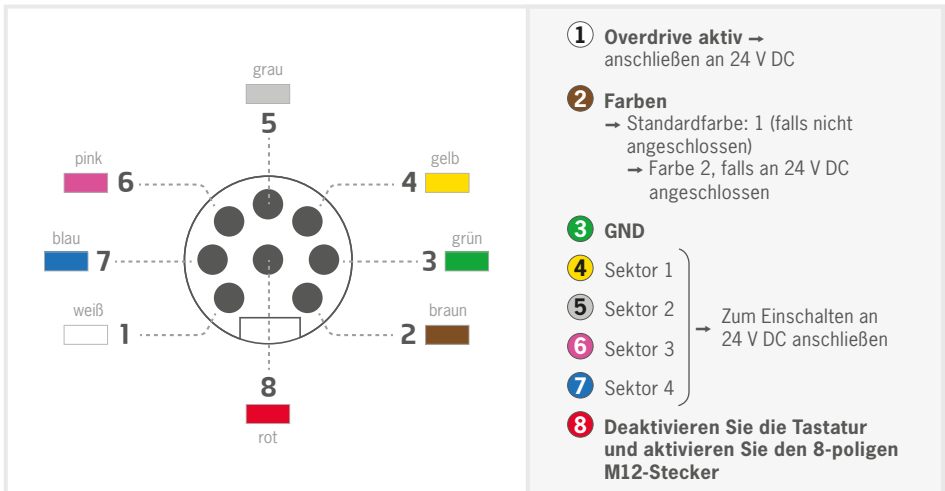 grau
5
pink
6
4
gelb
blau
7
3
grün
weiß
1
2
braun
8
rot
1 Overdrive aktiv →
anschließen an 24 V DC
2 Farben
→ Standardfarbe: 1 (falls nicht
angeschlossen)
→ Farbe 2, falls an 24 V DC
angeschlossen
3 GND
4 Sektor 1
5 Sektor 2
6 Sektor 3
7 Sektor 4
→ Zum Einschalten an
24 V DC anschließen
8 Deaktivieren Sie die Tastatur
und aktivieren Sie den 8-poligen
M12-Stecker